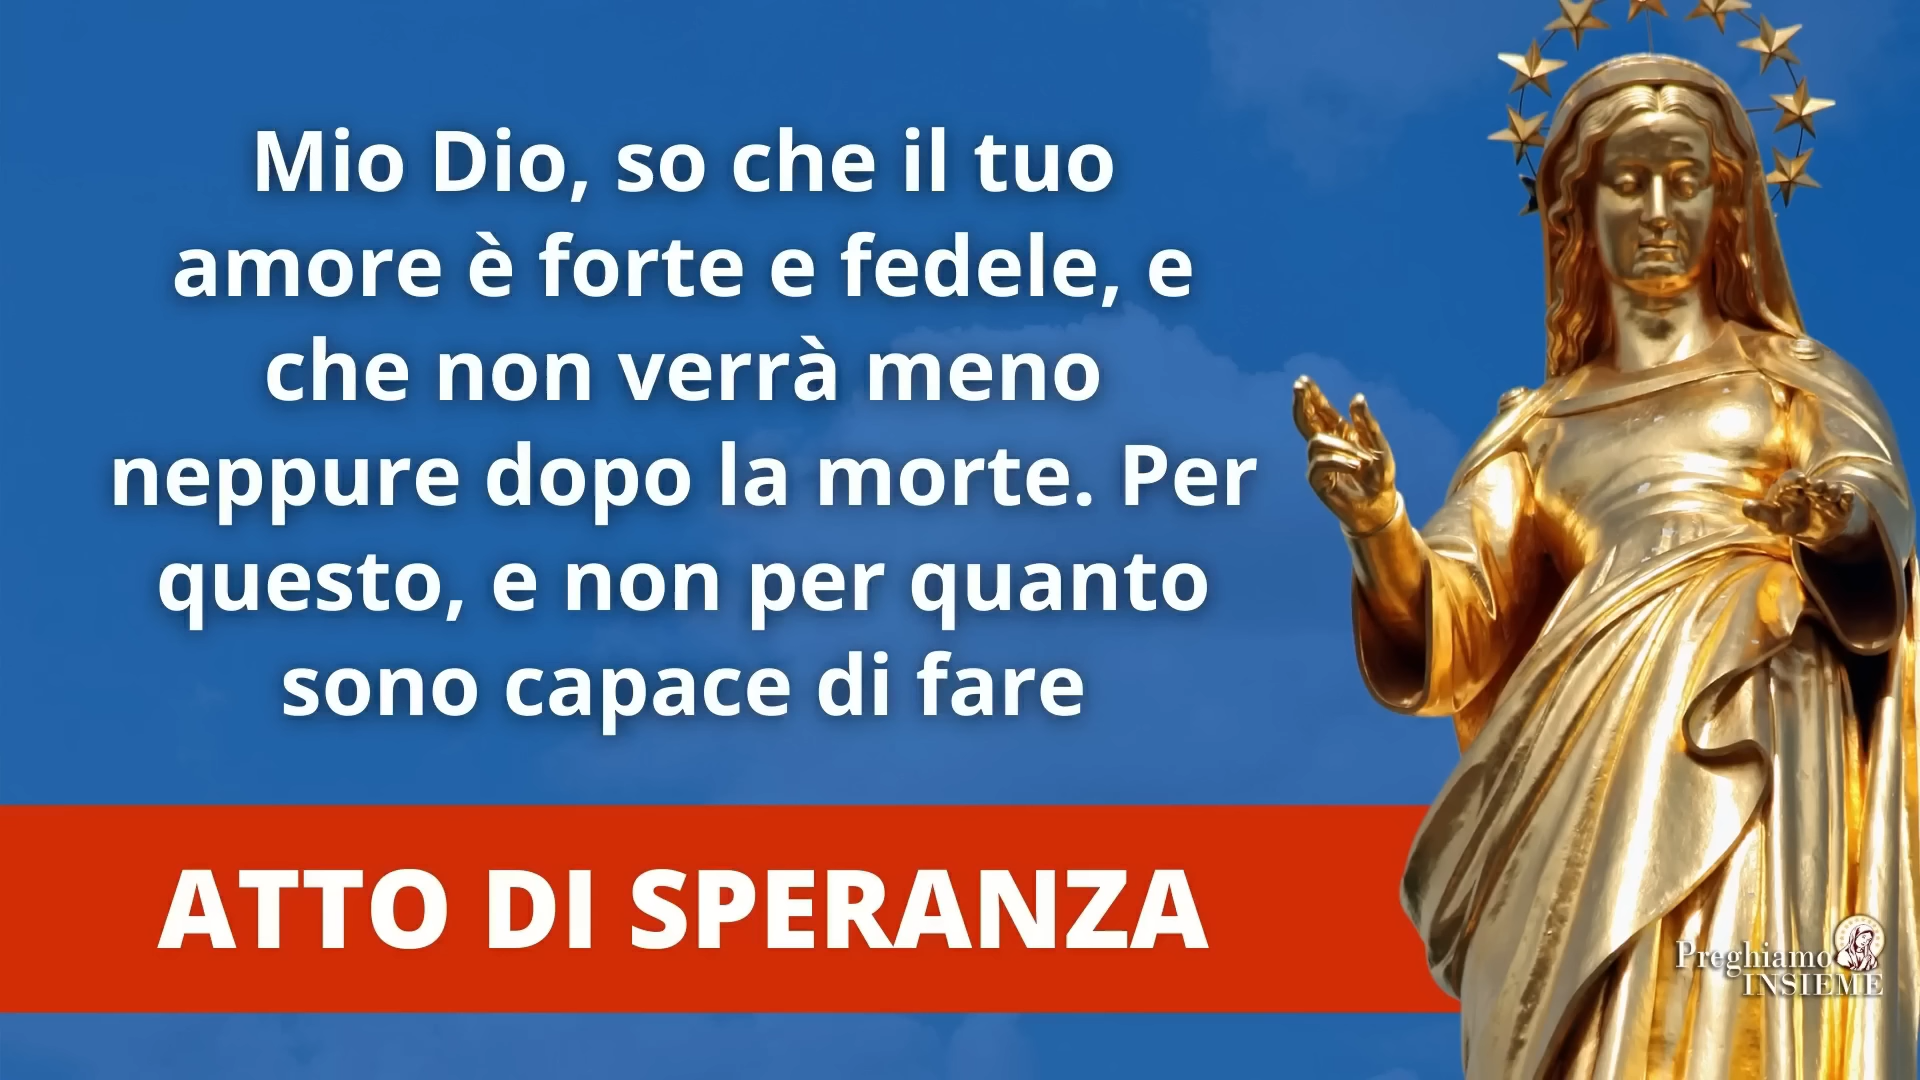 Mio Dio, so che il tuo
amore è forte e fedele, e
che non verrà meno
neppure dopo la morte. Per
questo, e non per quanto
sono capace di fare
ATTO DI SPERANZA
Preghiamo
INSIEME